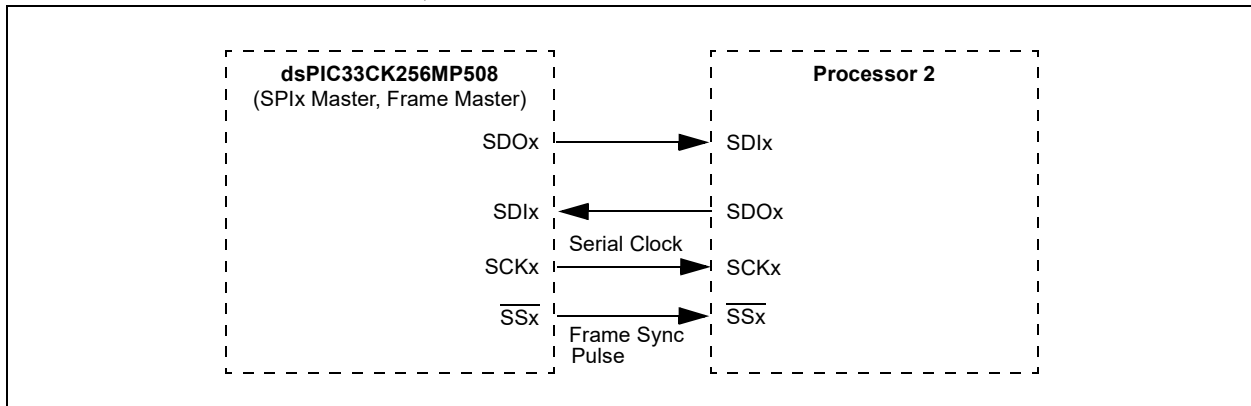 dsPIC33CK256MP508
(SPIx Master, Frame Master)
Processor 2
SDOx
SDIx
SDIx
SDOx
Serial Clock
SCKx
SCKx
SSx
SSx
Frame Sync
Pulse